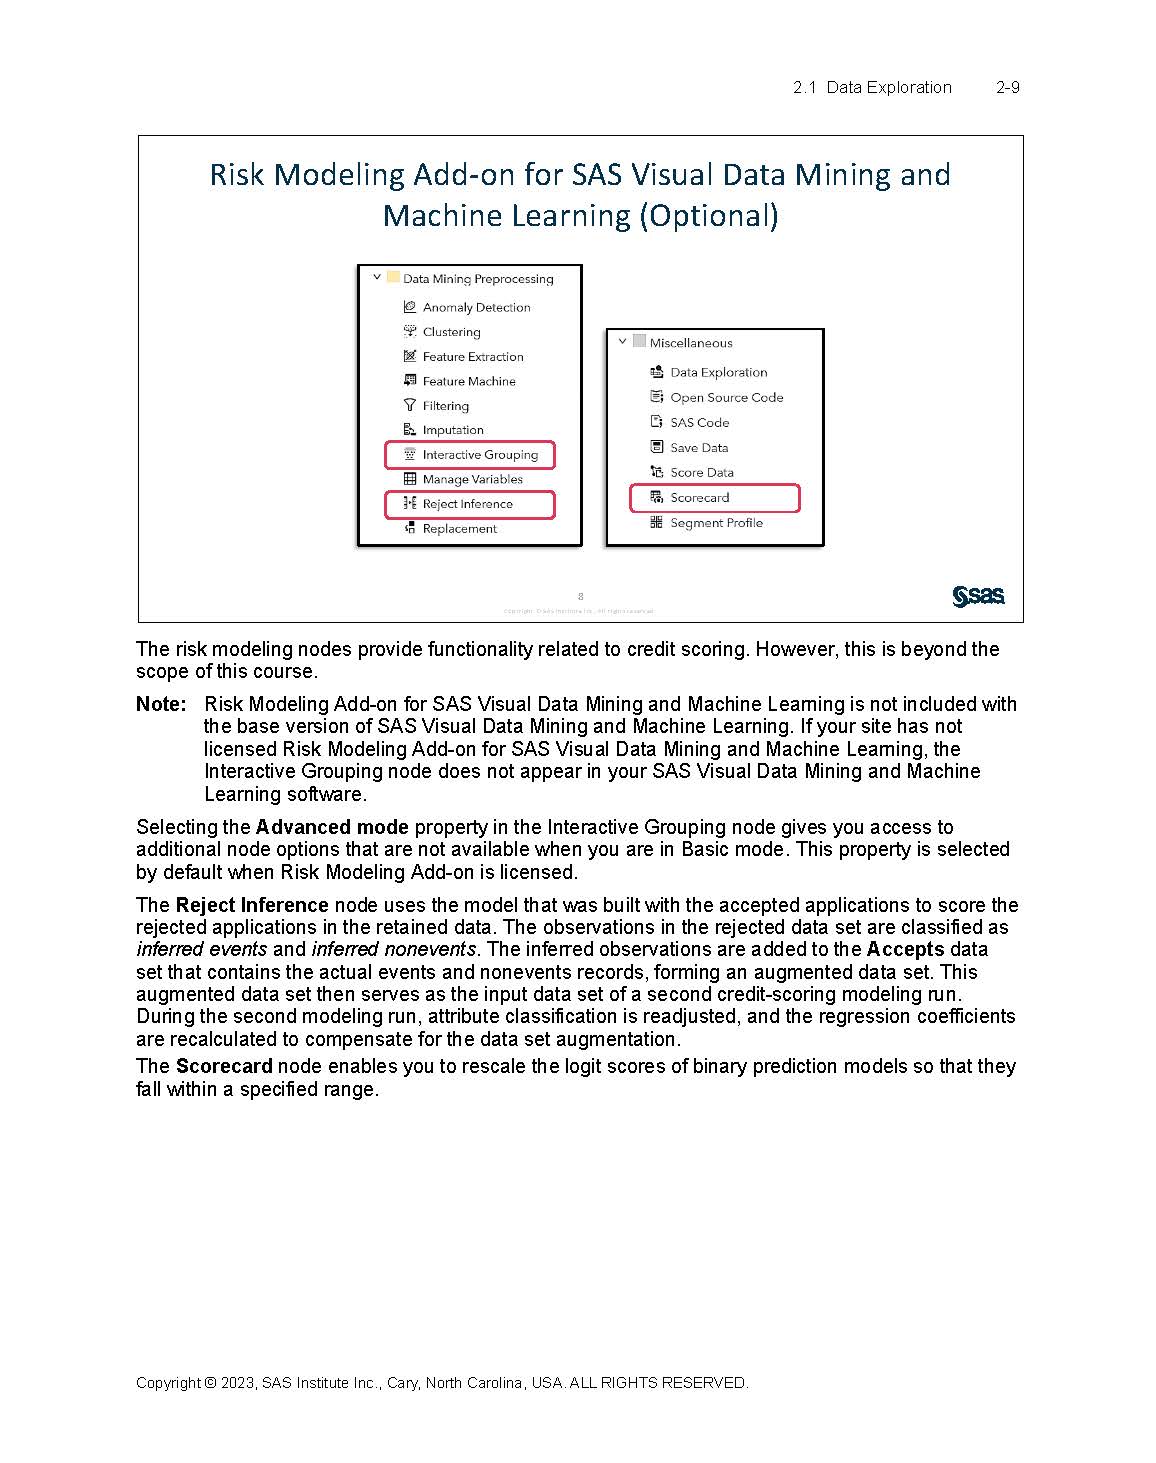 2.1 Data Exploration 2-9
Risk Modeling Add-on for SAS Visual Data Mining and
Machine Learning (Optional)
Data Mining Preprocessing
Anomaly Detection
Clustering
Feature Extraction
Feature Machine
Filtering
Imputation
Interactive Grouping
Manage Variables
Reject Inference
Replacement
Miscellaneous
Data Exploration
Open Source Code
SAS Code
Save Data
Score Data
Scorecard
Segment Profile
8
Copyright © SAS Institute Inc. All rights reserved.
sas
The risk modeling nodes provide functionality related to credit scoring. However, this is beyond the
scope of this course.
Note: Risk Modeling Add-on for SAS Visual Data Mining and Machine Learning is not included with
the base version of SAS Visual Data Mining and Machine Learning. If your site has not
licensed Risk Modeling Add-on for SAS Visual Data Mining and Machine Learning, the
Interactive Grouping node does not appear in your SAS Visual Data Mining and Machine
Learning software.
Selecting the Advanced mode property in the Interactive Grouping node gives you access to
additional node options that are not available when you are in Basic mode. This property is selected
by default when Risk Modeling Add-on is licensed.
The Reject Inference node uses the model that was built with the accepted applications to score the
rejected applications in the retained data. The observations in the rejected data set are classified as
inferred events and inferred nonevents. The inferred observations are added to the Accepts data
set that contains the actual events and nonevents records, forming an augmented data set. This
augmented data set then serves as the input data set of a second credit-scoring modeling run.
During the second modeling run, attribute classification is readjusted, and the regression coefficients
are recalculated to compensate for the data set augmentation.
The Scorecard node enables you to rescale the logit scores of binary prediction models so that they
fall within a specified range.
Copyright © 2023, SAS Institute Inc., Cary, North Carolina, USA. ALL RIGHTS RESERVED.